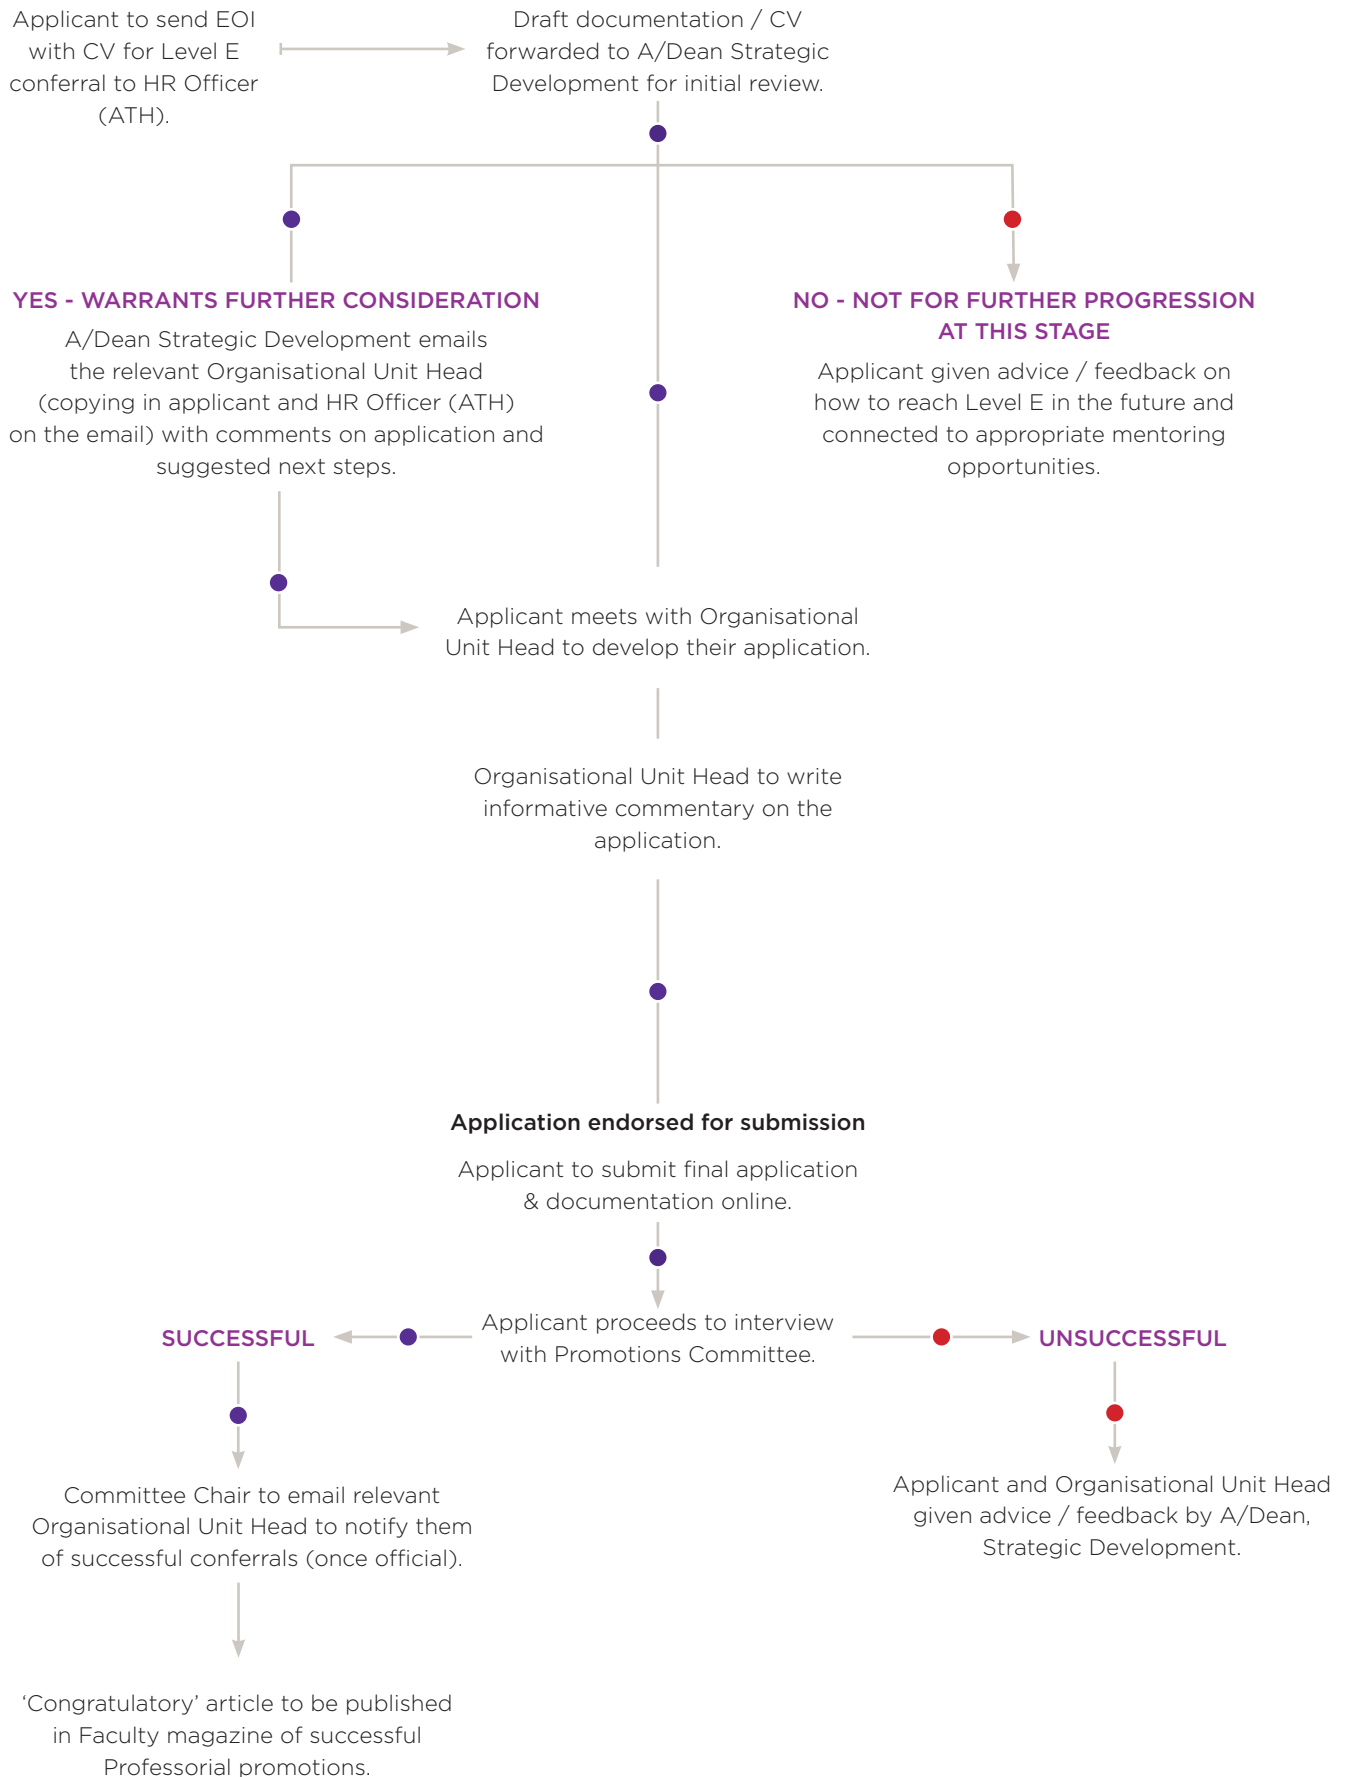 Applicant to send EOI
with CV for Level E
conferral to HR Officer
(ATH).
Draft documentation / CV
forwarded to A/Dean Strategic
Development for initial review.
YES - WARRANTS FURTHER CONSIDERATION
A/Dean Strategic Development emails
the relevant Organisational Unit Head
(copying in applicant and HR Officer (ATH)
on the email) with comments on application and
suggested next steps.
NO - NOT FOR FURTHER PROGRESSION
AT THIS STAGE
Applicant given advice / feedback on
how to reach Level E in the future and
connected to appropriate mentoring
opportunities.
Applicant meets with Organisational
Unit Head to develop their application.
Organisational Unit Head to write
informative commentary on the
application.
Application endorsed for submission
Applicant to submit final application
& documentation online.
Applicant proceeds to interview
with Promotions Committee.
SUCCESSFUL
UNSUCCESSFUL
Committee Chair to email relevant
Organisational Unit Head to notify them
of successful conferrals (once official).
Applicant and Organisational Unit Head
given advice / feedback by A/Dean,
Strategic Development.
‘Congratulatory’ article to be published
in Faculty magazine of successful
Professorial promotions.